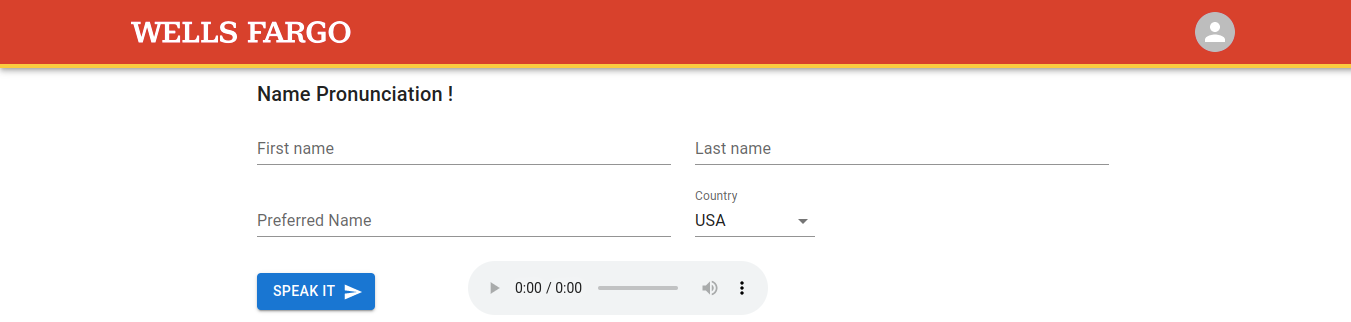 WELLS FARGO
Name Pronunciation !
First name
Last name
Country
Preferred Name
USA
SPEAK IT
0:00 / 0:00